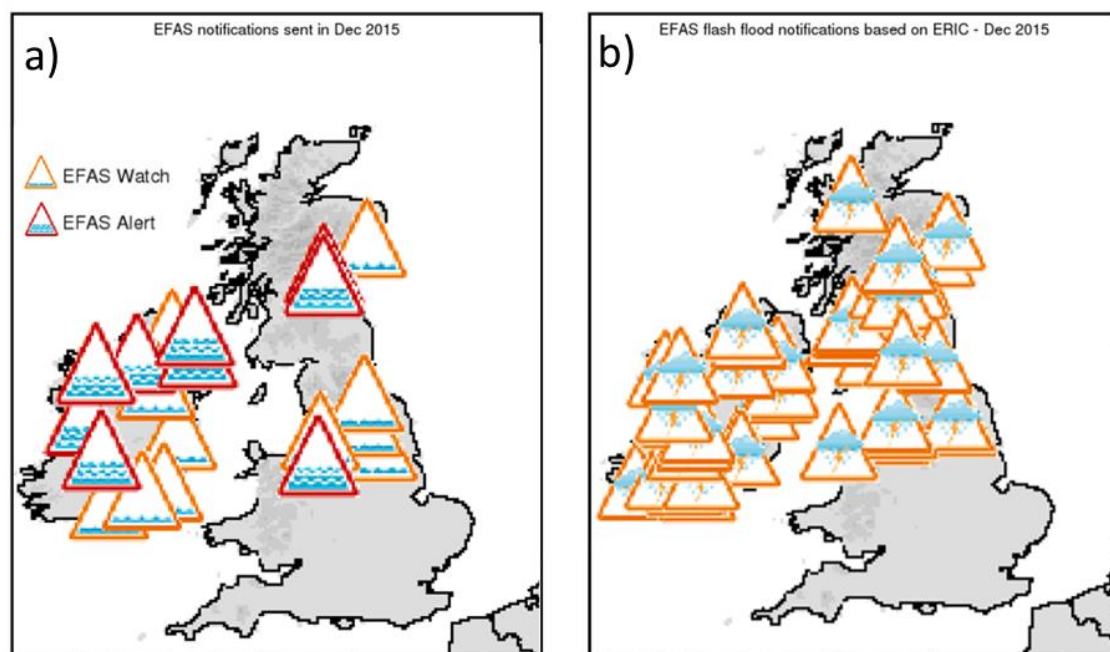 EFAS notifications sent in Dec 2015
a)
EFAS Watch
EFAS Alert
EFAS flash flood notifications based on ERIC - Dec 2015
b)